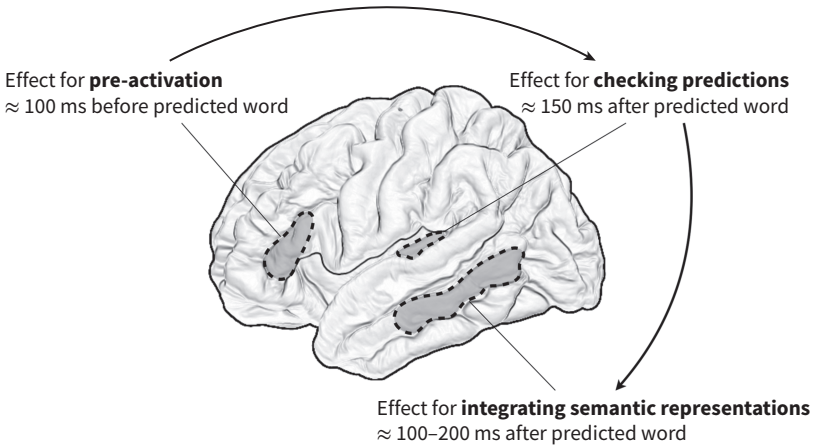 Effect for pre-activation
≈ 100 ms before predicted word
Effect for checking predictions
≈ 150 ms after predicted word
Effect for integrating semantic representations
≈ 100–200 ms after predicted word